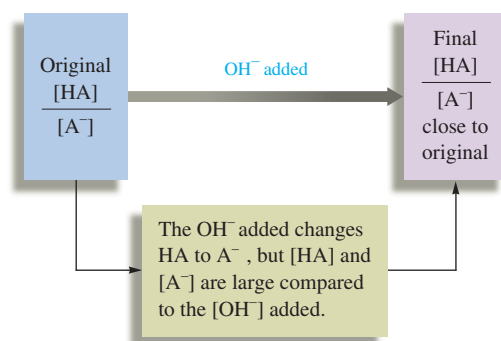 Original
[HA]
[A⁻]
OH⁻ added
Final
[HA]
[A⁻]
close to
original
The OH⁻ added changes
HA to A⁻ , but [HA] and
[A⁻] are large compared
to the [OH⁻] added.